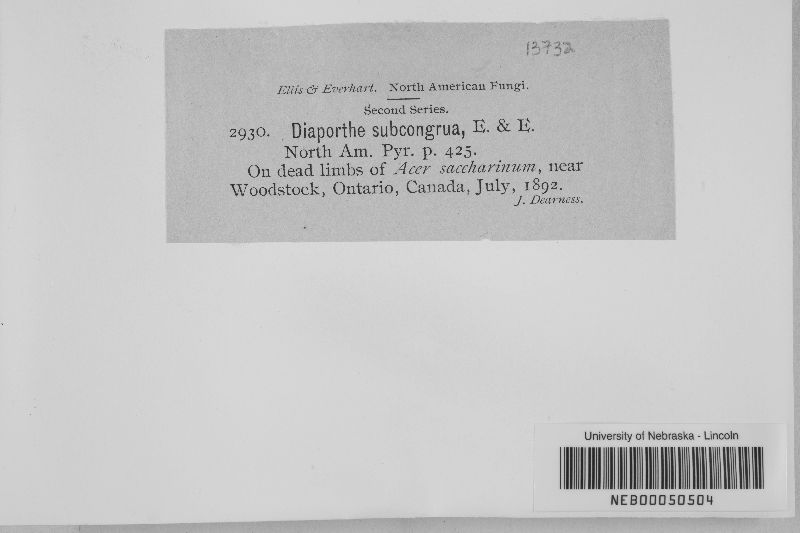 13732
Ellis & Everhart. North American Fungi.
Second Series.
2930. Diaporthe subcongrua, E. & E.
North Am. Pyr. p. 425.
On dead limbs of Acer saccharinum, near
Woodstock, Ontario, Canada, July, 1892.
J. Dearness.
University of Nebraska - Lincoln
NEB00050504